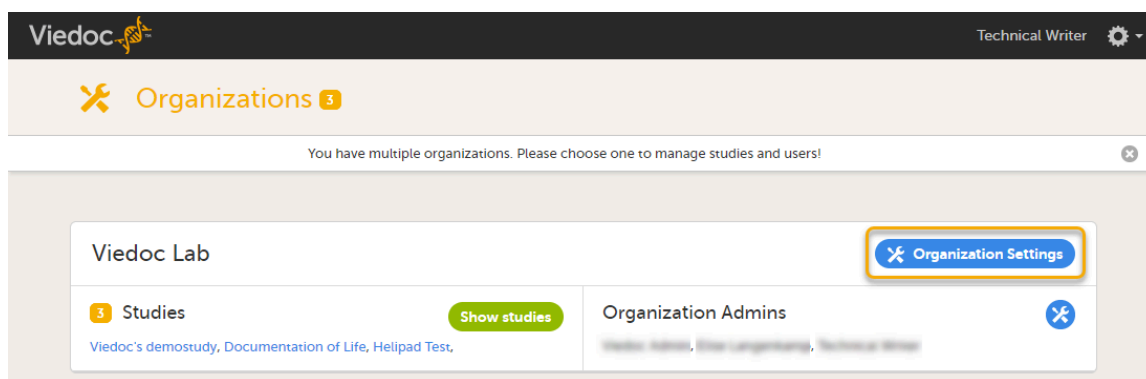 Viedoc™
Technical Writer
Organizations 3
You have multiple organizations. Please choose one to manage studies and users!
Viedoc Lab
Organization Settings
3 Studies
Show studies
Organization Admins
Viedoc's demostudy, Documentation of Life, Helipad Test,